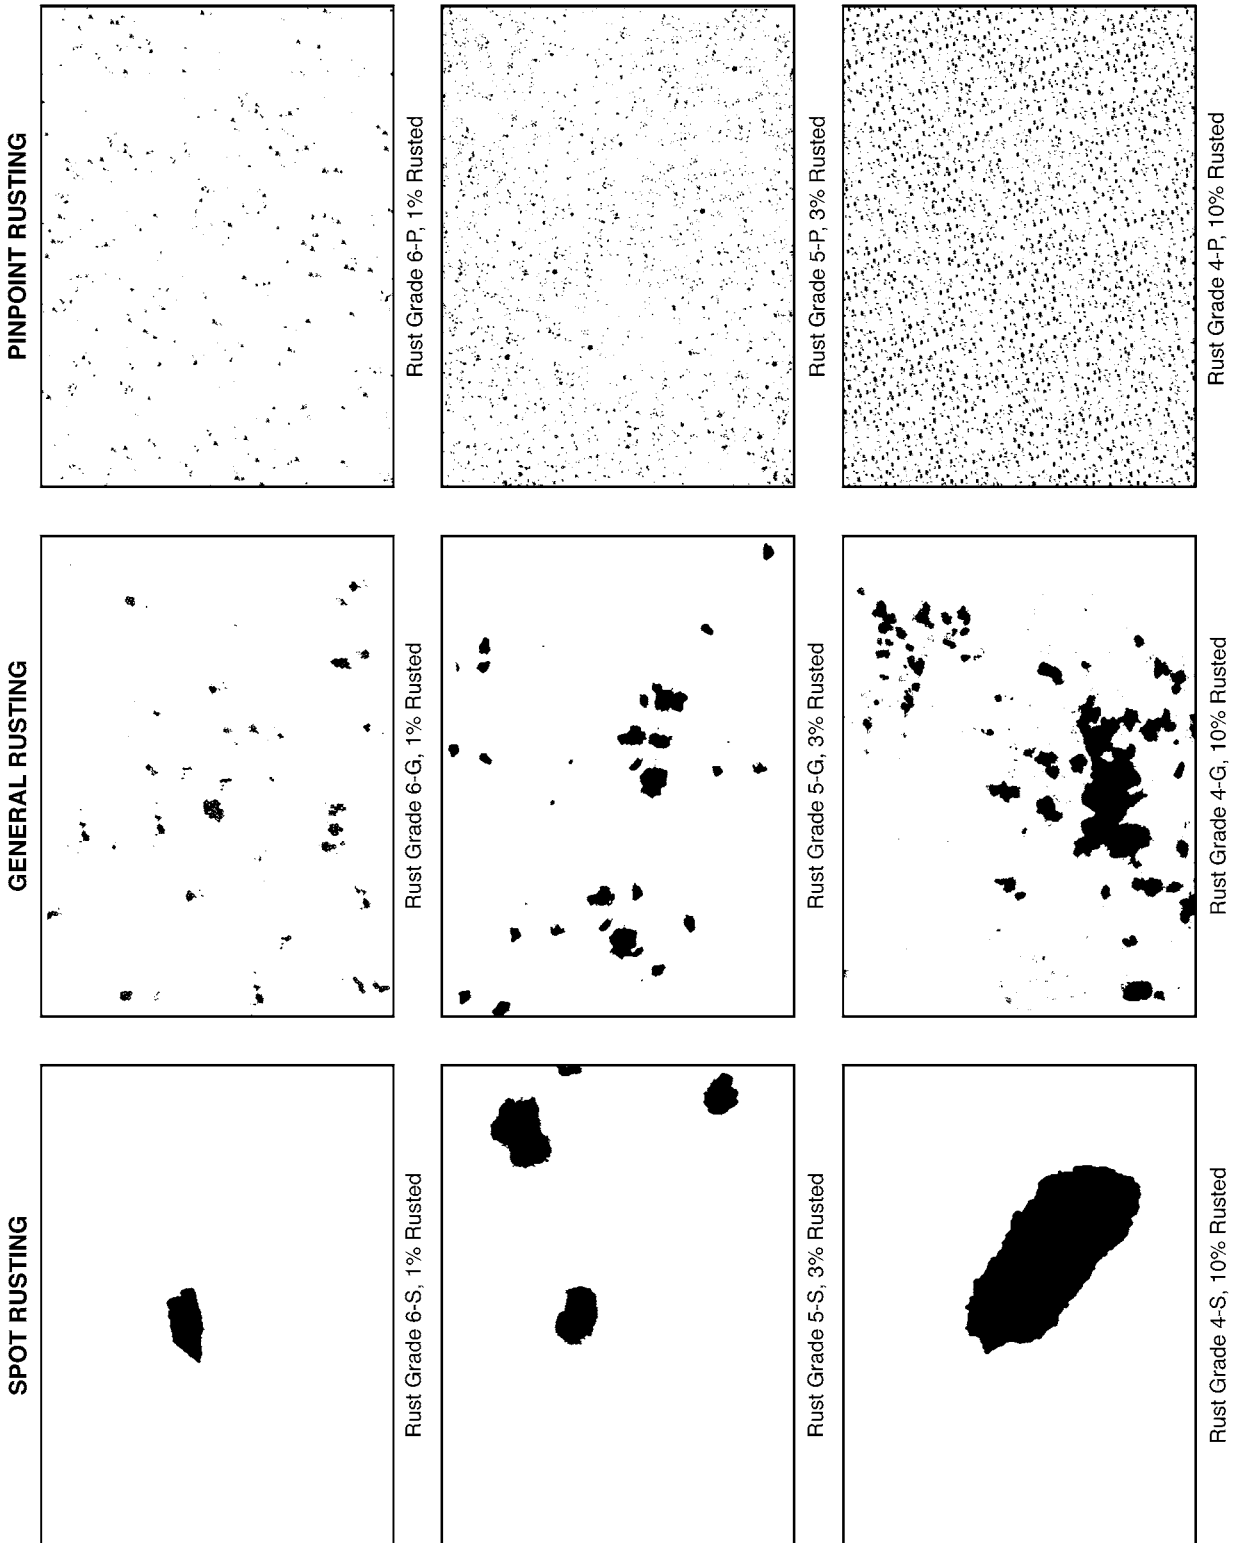 SPOT RUSTING
GENERAL RUSTING
PINPOINT RUSTING
Rust Grade 6-S, 1% Rusted
Rust Grade 6-G, 1% Rusted
Rust Grade 6-P, 1% Rusted
Rust Grade 5-S, 3% Rusted
Rust Grade 5-G, 3% Rusted
Rust Grade 5-P, 3% Rusted
Rust Grade 4-S, 10% Rusted
Rust Grade 4-G, 10% Rusted
Rust Grade 4-P, 10% Rusted